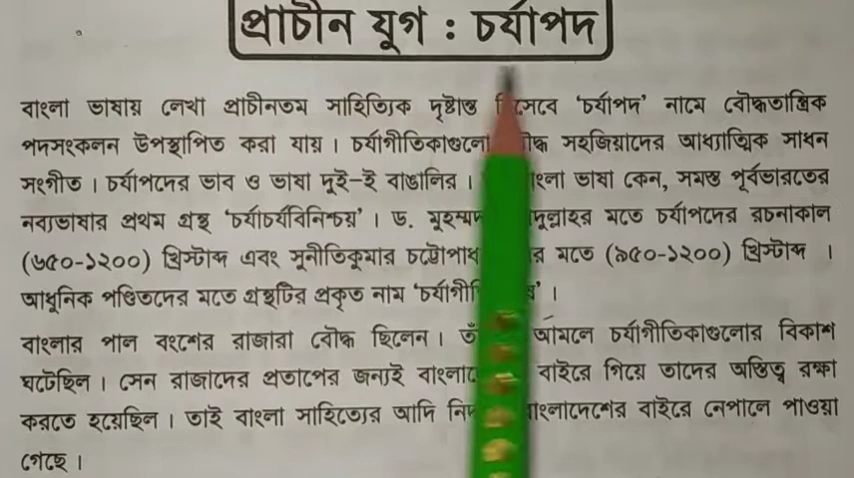 প্রাচীন যুগ : চর্যাপদ
বাংলা ভাষায় লেখা প্রাচীনতম সাহিত্যিক দৃষ্টান্ত হিসেবে ‘চর্যাপদ’ নামে বৌদ্ধতান্ত্রিক
পদসংকলন উপস্থাপিত করা যায়। চর্যাগীতিকাগুলো বৌদ্ধ সহজিয়াদের আধ্যাত্মিক সাধন
সংগীত। চর্যাপদের ভাব ও ভাষা দুই-ই বাঙালির। বাংলা ভাষা কেন, সমস্ত পূর্বভারতের
নব্যভাষার প্রথম গ্রন্থ ‘চর্যাচর্যবিনিশ্চয়’। ড. মুহম্মদ শহীদুল্লাহর মতে চর্যাপদের রচনাকাল
(৬৫০-১২০০) খ্রিস্টাব্দ এবং সুনীতিকুমার চট্টোপাধ্যায়ের মতে (৯৫০-১২০০) খ্রিস্টাব্দ ।
আধুনিক পণ্ডিতদের মতে গ্রন্থটির প্রকৃত নাম
বাংলার পাল বংশের রাজারা বৌদ্ধ ছিলেন। আমলে চর্যাগীতিকাগুলোর বিকাশ
ঘটেছিল। সেন রাজাদের প্রতাপের জন্যই বাইরে গিয়ে তাদের অস্তিত্ব রক্ষা
করতে হয়েছিল। তাই বাংলা সাহিত্যের আদি বাংলাদেশের বাইরে নেপালে পাওয়া
গেছে।